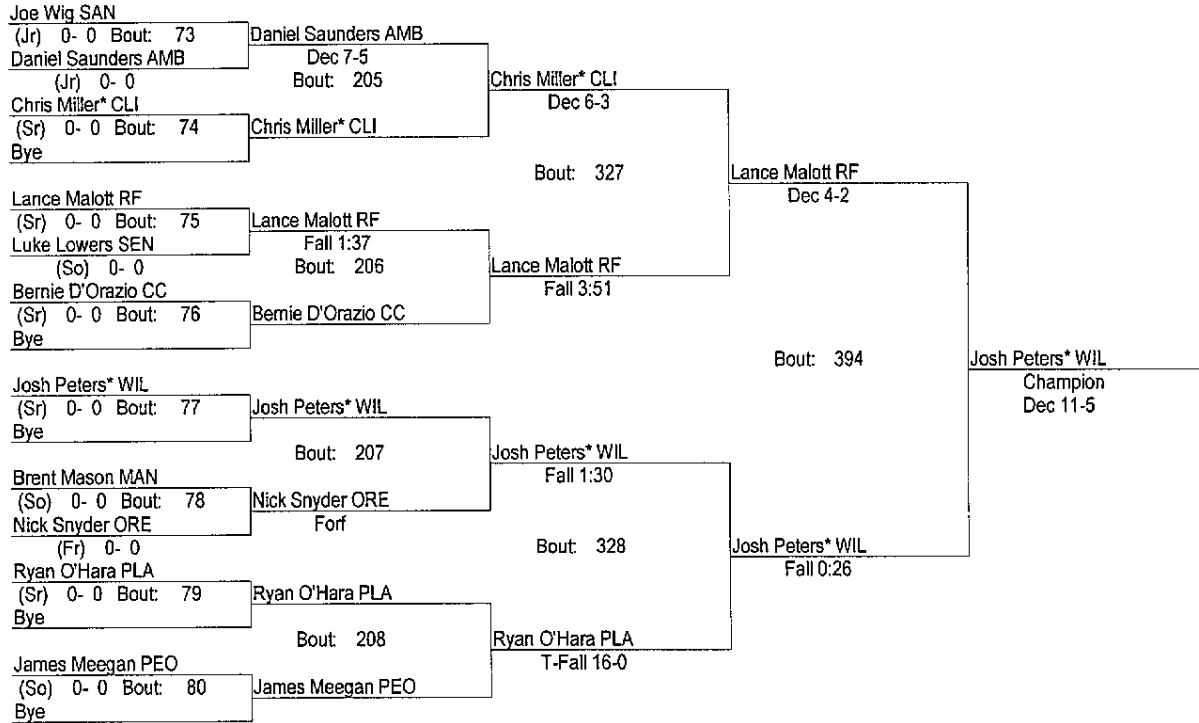 Joe Wig SAN
(Jr) 0- 0 Bout: 73
Daniel Saunders AMB
(Jr) 0- 0
Chris Miller* CLI
(Sr) 0- 0 Bout: 74
Bye
Lance Malott RF
(Sr) 0- 0 Bout: 75
Luke Lowers SEN
(So) 0- 0
Bernie D'Orazio CC
(Sr) 0- 0 Bout: 76
Bye
Josh Peters* WIL
(Sr) 0- 0 Bout: 77
Bye
Brent Mason MAN
(So) 0- 0 Bout: 78
Nick Snyder ORE
(Fr) 0- 0
Ryan O'Hara PLA
(Sr) 0- 0 Bout: 79
Bye
James Meegan PEO
(So) 0- 0 Bout: 80
Bye
Daniel Saunders AMB
Dec 7-5
Bout: 205
Chris Miller* CLI
Lance Malott RF
Fall 1:37
Bout: 206
Bernie D'Orazio CC
Josh Peters* WIL
Bout: 207
Nick Snyder ORE
Forf
Ryan O'Hara PLA
Bout: 208
James Meegan PEO
Chris Miller* CLI
Dec 6-3
Bout: 327
Lance Malott RF
Fall 3:51
Josh Peters* WIL
Fall 1:30
Bout: 328
Ryan O'Hara PLA
T-Fall 16-0
Lance Malott RF
Dec 4-2
Bout: 394
Josh Peters* WIL
Fall 0:26
Josh Peters* WIL
Champion
Dec 11-5